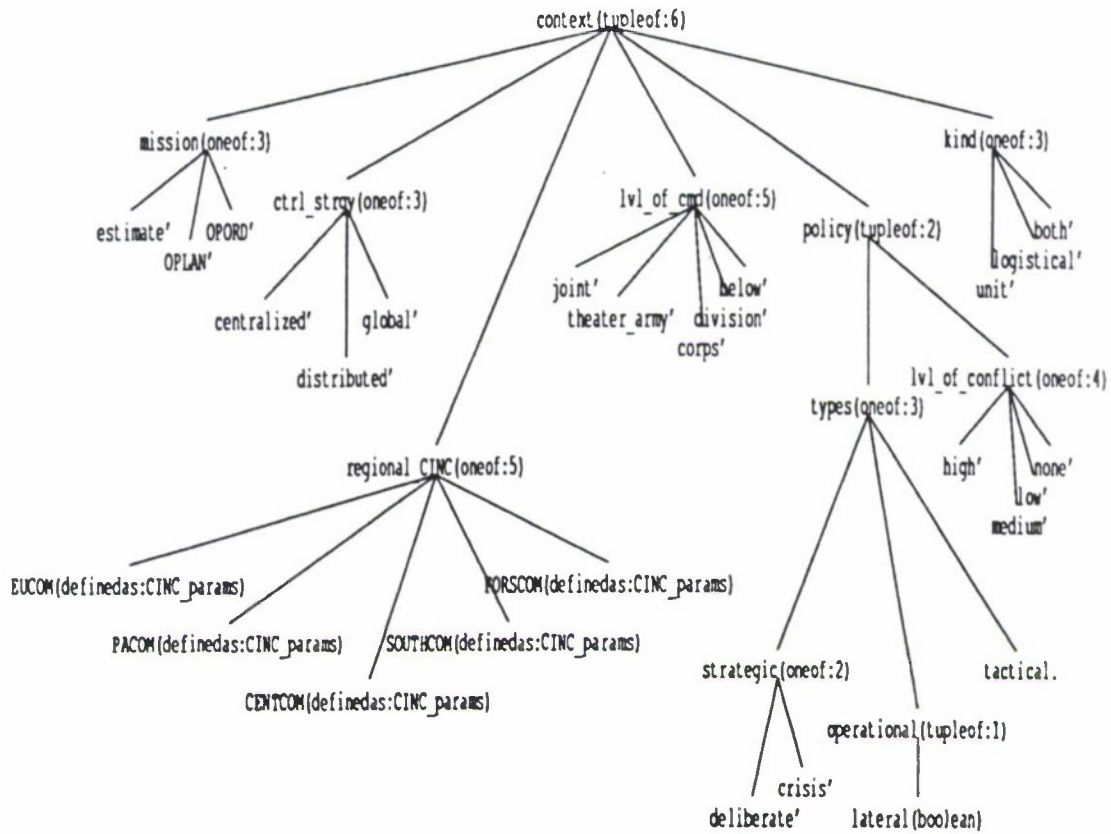 context(tupleof:6)
mission(oneof:3)
kind(oneof:3)
ctrl_strgy(oneof:3)
lvl_of_cmd(oneof:5)
policy(tupleof:2)
estimate'
OPORD'
OPLAN'
both'
logistical'
unit'
joint'
below'
theater_army'
division'
corps'
centralized'
global'
distributed'
lvl_of_conflict(oneof:4)
types(oneof:3)
high'
none'
low'
medium'
regional_CINC(oneof:5)
EUCOM(definedas:CINC_params)
FORSCOM(definedas:CINC_params)
PACOM(definedas:CINC_params)
SOUTHCOM(definedas:CINC_params)
CENTCOM(definedas:CINC_params)
strategic(oneof:2)
tactical.
operational(tupleof:1)
crisis'
deliberate'
lateral(boolean)